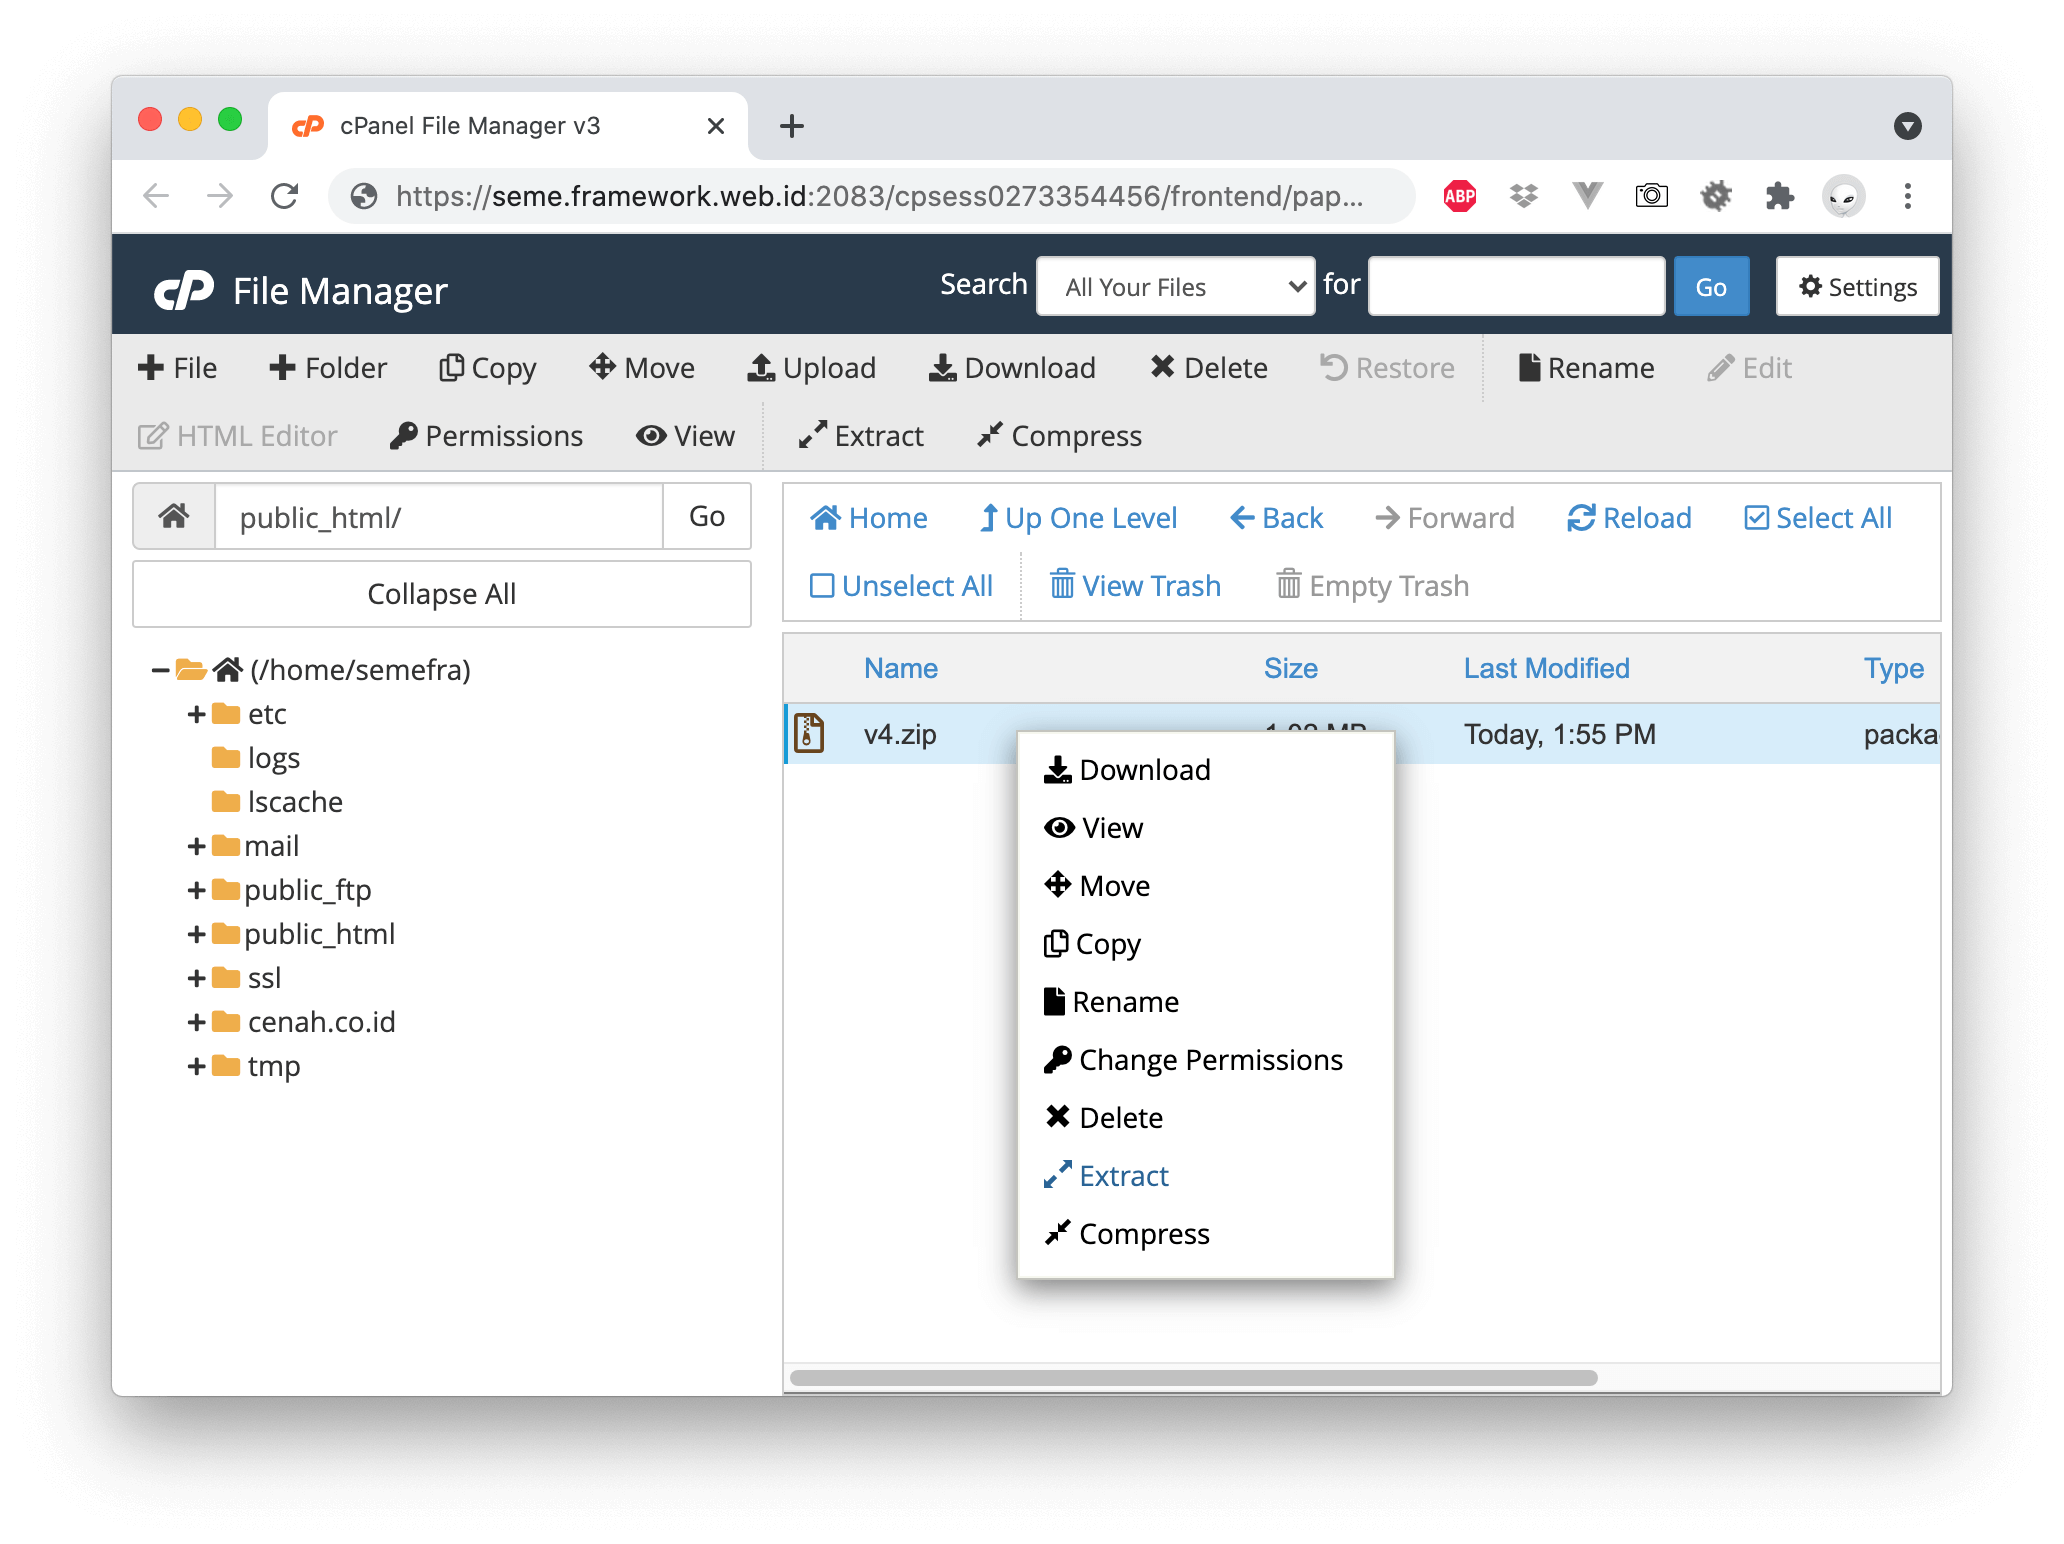 cPanel File Manager v3
https://seme.framework.web.id:2083/cpsess0273354456/frontend/pap...
ABP
cP File Manager Search All Your Files for Go Settings
File Folder Copy Move Upload Download Delete Restore Rename Edit
HTML Editor Permissions View Extract Compress
public_html/ Go
Collapse All
(/home/semefra)
etc
logs
lscache
mail
public_ftp
public_html
ssl
cenah.co.id
tmp
Home Up One Level Back Forward Reload Select All
Unselect All View Trash Empty Trash
Name Size Last Modified Type
v4.zip Today, 1:55 PM
Download
View
Move
Copy
Rename
Change Permissions
Delete
Extract
Compress